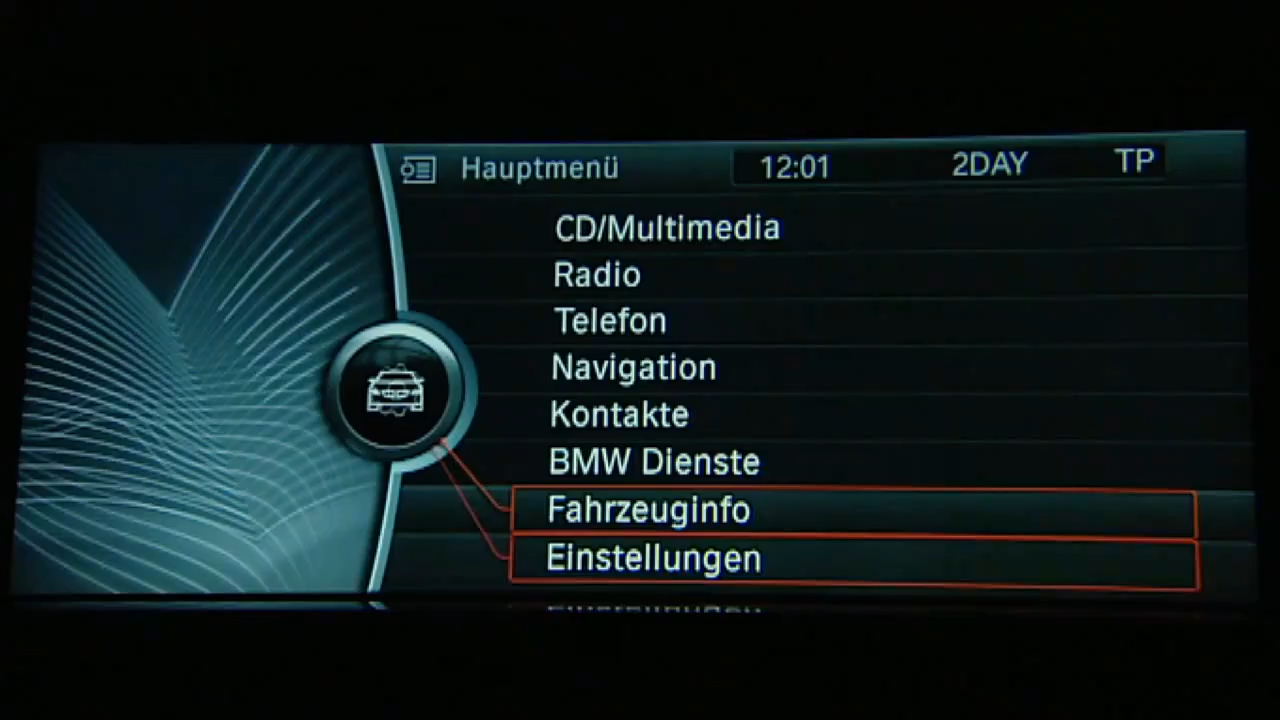 Hauptmenü 12:01 2DAY TP
CD/Multimedia
Radio
Telefon
Navigation
Kontakte
BMW Dienste
Fahrzeuginfo
Einstellungen